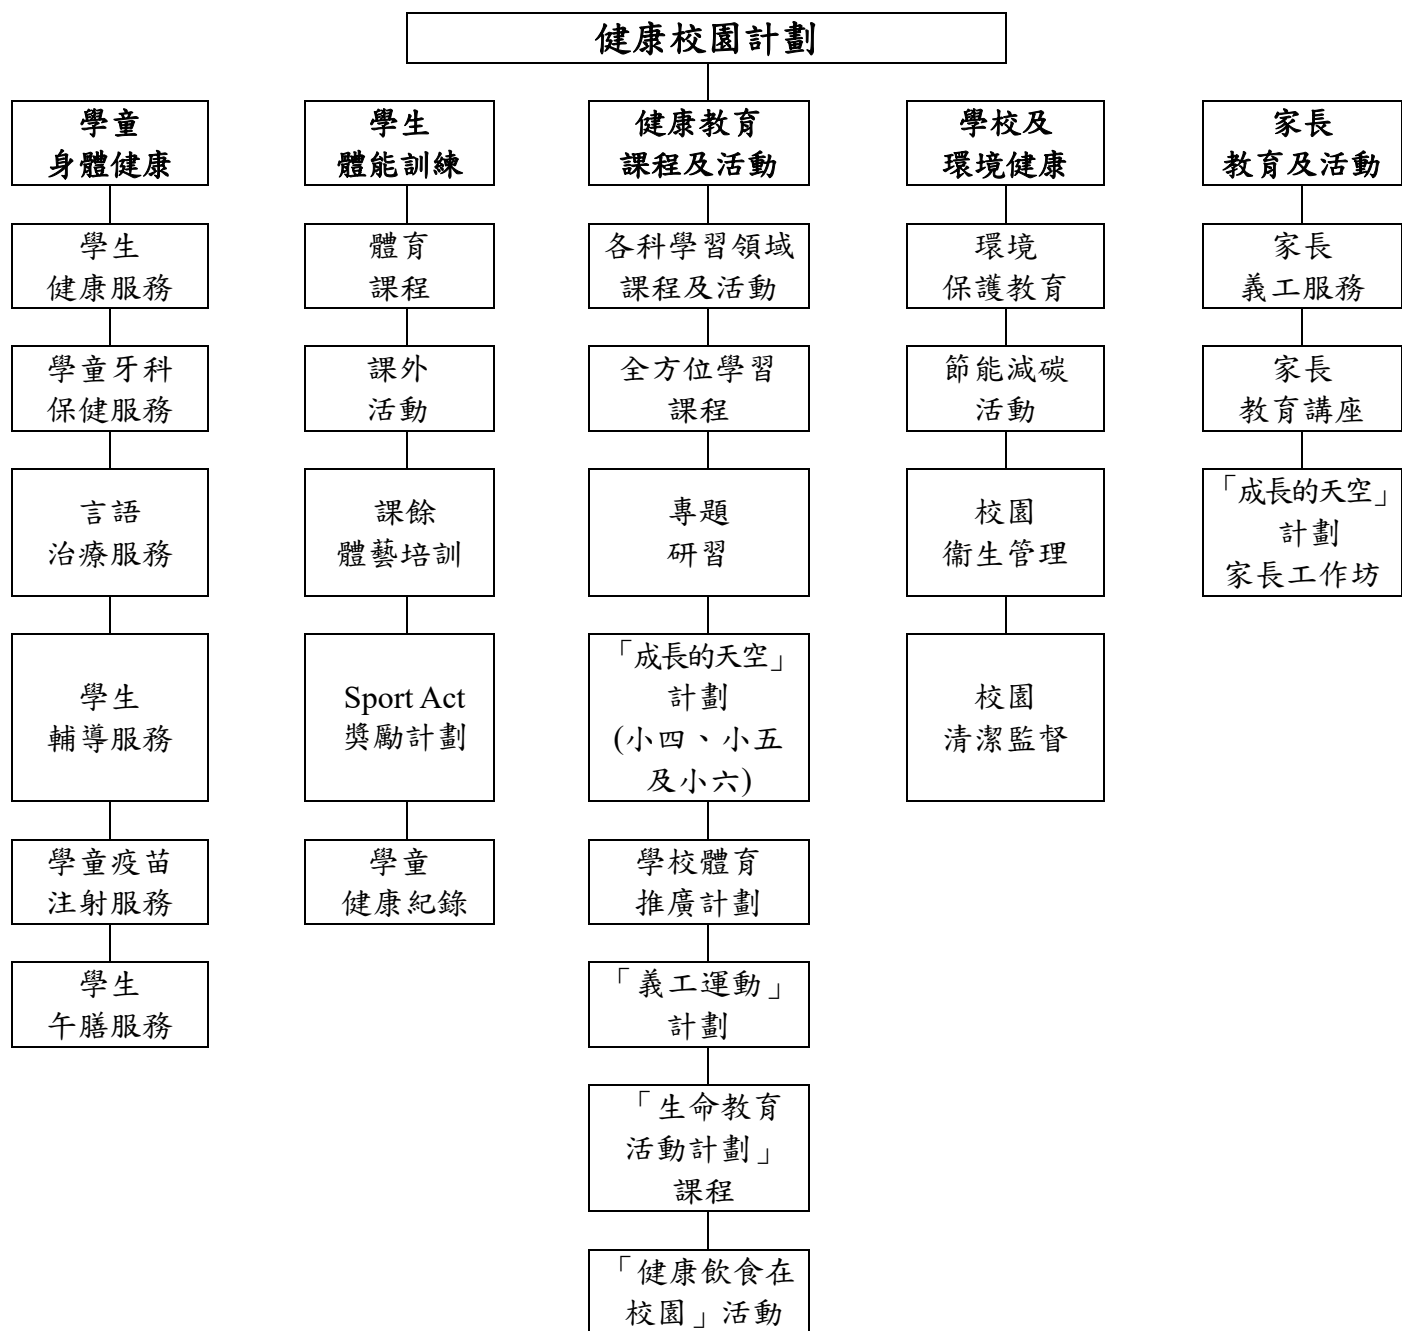 健康校園計劃
學童
身體健康
學生
健康服務
學童牙科
保健服務
言語
治療服務
學生
輔導服務
學童疫苗
注射服務
學生
午膳服務
學生
體能訓練
體育
課程
課外
活動
課餘
體藝培訓
Sport Act
獎勵計劃
學童
健康紀錄
健康教育
課程及活動
各科學習領域
課程及活動
全方位學習
課程
專題
研習
「成長的天空」
計劃
(小四、小五
及小六)
學校體育
推廣計劃
「義工運動」
計劃
「生命教育
活動計劃」
課程
「健康飲食在
校園」活動
學校及
環境健康
環境
保護教育
節能減碳
活動
校園
衞生管理
校園
清潔監督
家長
教育及活動
家長
義工服務
家長
教育講座
「成長的天空」
計劃
家長工作坊